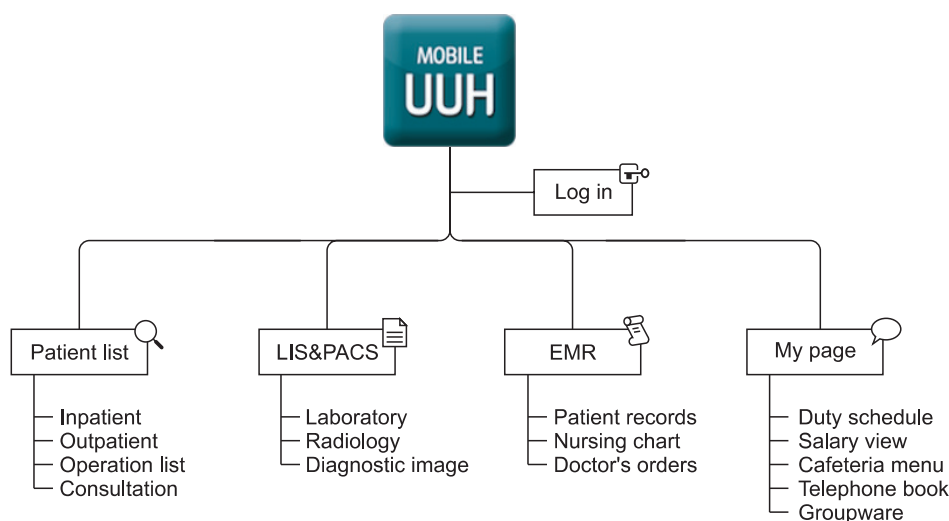 MOBILE
UUH
Log in
Patient list
Inpatient
Outpatient
Operation list
Consultation
LIS&PACS
Laboratory
Radiology
Diagnostic image
EMR
Patient records
Nursing chart
Doctor's orders
My page
Duty schedule
Salary view
Cafeteria menu
Telephone book
Groupware